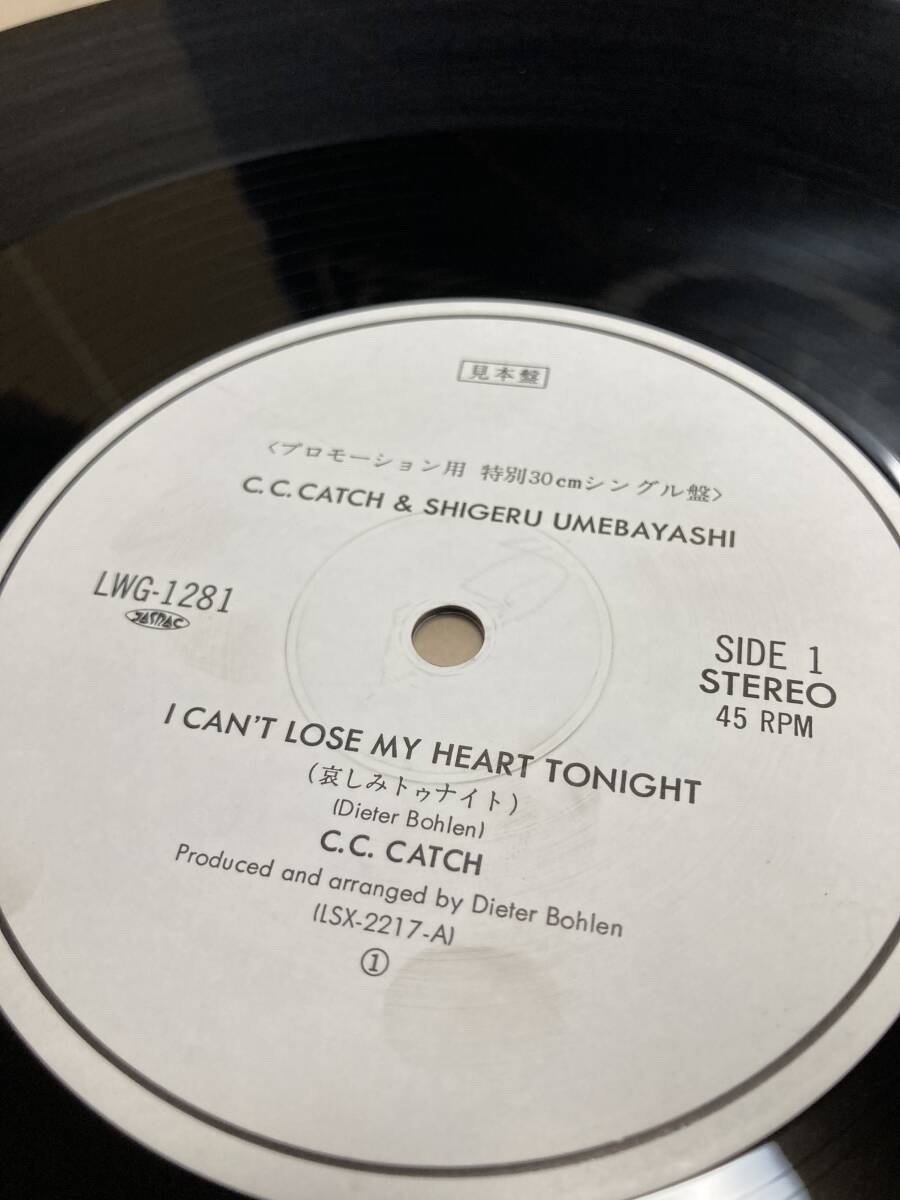 見本盤
<プロモーション用 特別30cmシングル盤>
C.C.CATCH & SHIGERU UMEBAYASHI
LWG-1281
JASRAC
SIDE 1
STEREO
45 RPM
I CAN'T LOSE MY HEART TONIGHT
(哀しみトゥナイト)
(Dieter Bohlen)
C.C. CATCH
Produced and arranged by Dieter Bohlen
(LSX-2217-A)
①